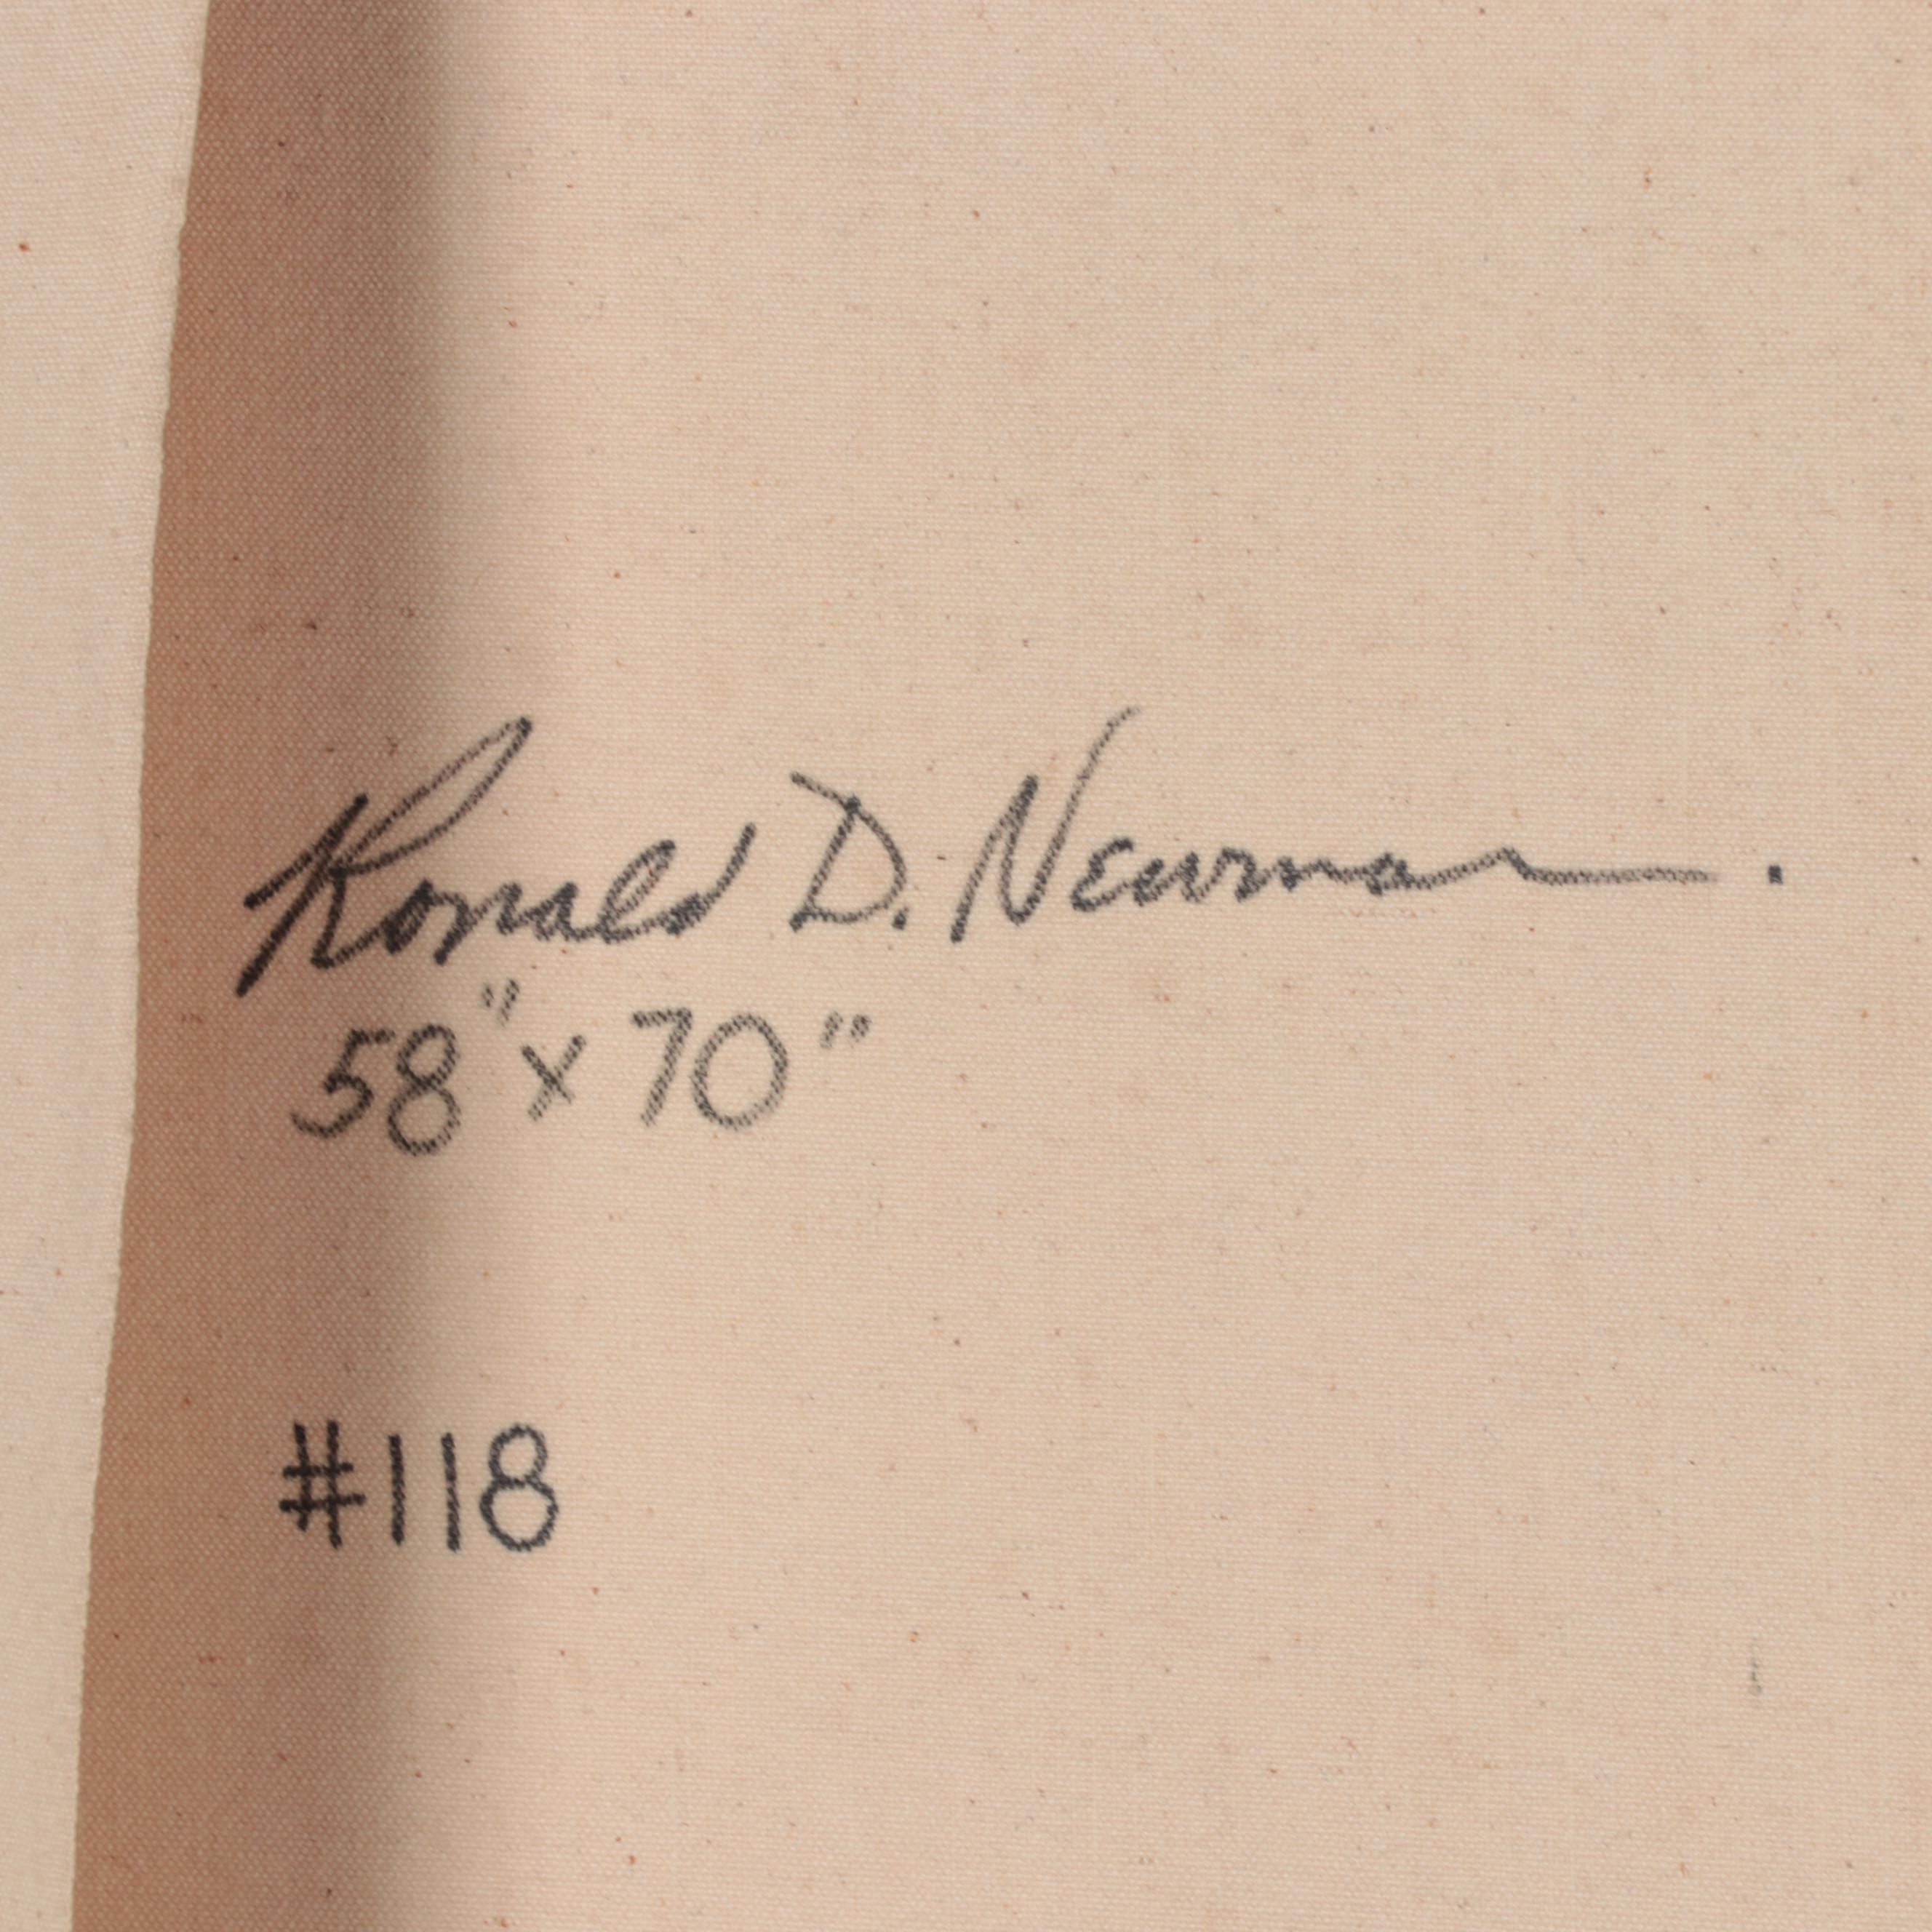 Ronald D. Newman.
58" x 70"
#118